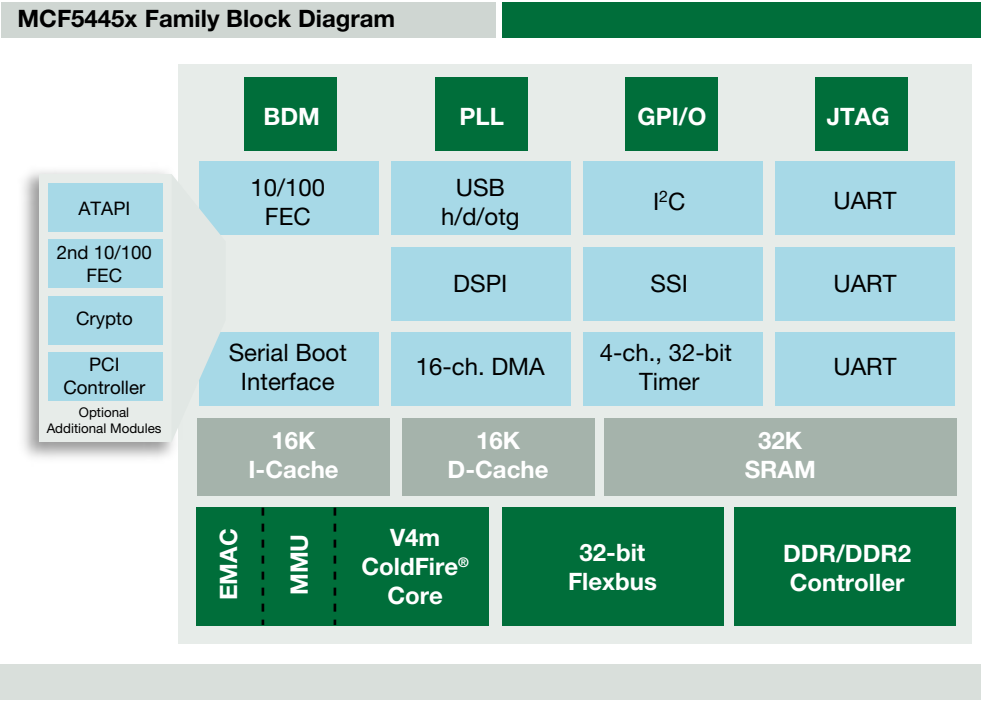 MCF5445x Family Block Diagram
BDM
PLL
GPI/O
JTAG
10/100
FEC
USB
h/d/otg
I²C
UART
DSPI
SSI
UART
Serial Boot
Interface
16-ch. DMA
4-ch., 32-bit
Timer
UART
ATAPI
2nd 10/100
FEC
Crypto
PCI
Controller
Optional
Additional Modules
16K
I-Cache
16K
D-Cache
32K
SRAM
EMAC
MMU
V4m
ColdFire®
Core
32-bit
Flexbus
DDR/DDR2
Controller